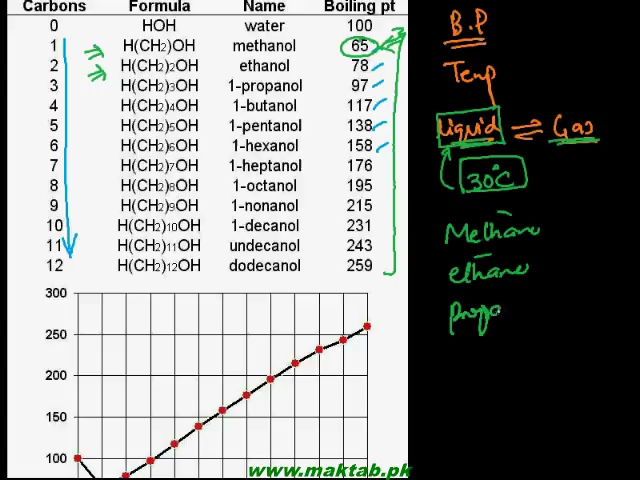 Carbons Formula Name Boiling pt
0 HOH water 100
1 H(CH2)OH methanol 65
2 H(CH2)2OH ethanol 78
3 H(CH2)3OH 1-propanol 97
4 H(CH2)4OH 1-butanol 117
5 H(CH2)5OH 1-pentanol 138
6 H(CH2)6OH 1-hexanol 158
7 H(CH2)7OH 1-heptanol 176
8 H(CH2)8OH 1-octanol 195
9 H(CH2)9OH 1-nonanol 215
10 H(CH2)10OH 1-decanol 231
11 H(CH2)11OH undecanol 243
12 H(CH2)12OH dodecanol 259
300
250
200
150
100
www.maktab.pk
B.P
Temp
Liquid ⇌ Gas
30°C
Methane
ethane
propa